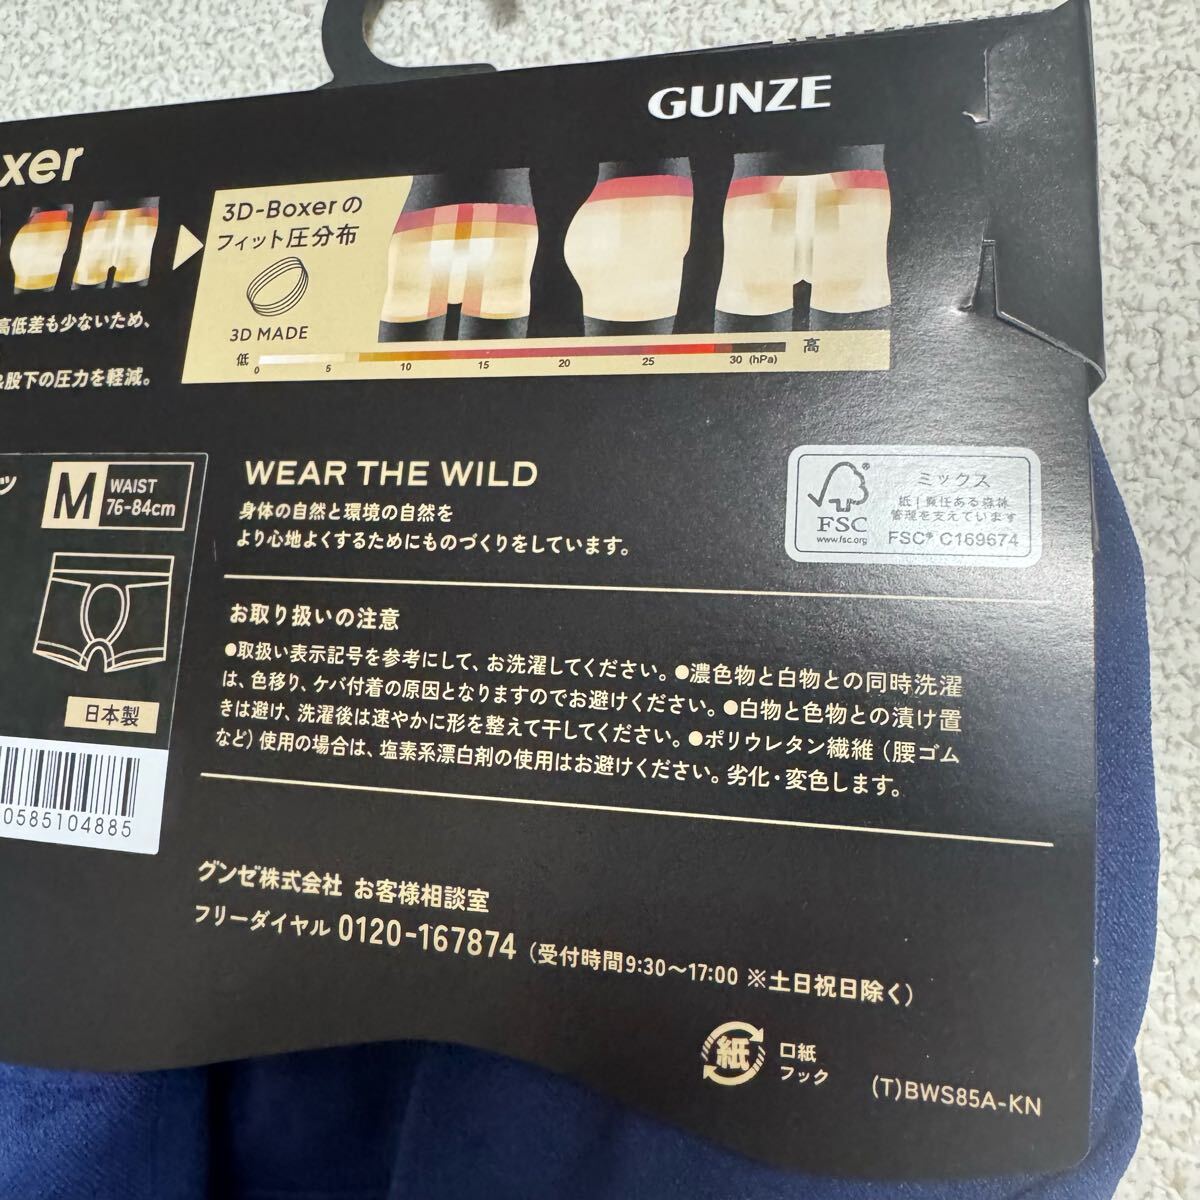 GUNZE
xer
3D-Boxerの
フィット圧分布
3D MADE
低
高
0 5 10 15 20 25 30 (hPa)
高低差も少ないため、
股下の圧力を軽減。
ツ
M
WAIST
76-84cm
日本製
0585104885
WEAR THE WILD
身体の自然と環境の自然を
より心地よくするためにものづくりをしています。
FSC
www.fsc.org
ミックス
紙|責任ある森林
管理を支えています
FSC® C169674
お取り扱いの注意
●取扱い表示記号を参考にして、お洗濯してください。●濃色物と白物との同時洗濯
は、色移り、ケバ付着の原因となりますのでお避けください。●白物と色物との漬け置
きは避け、洗濯後は速やかに形を整えて干してください。●ポリウレタン繊維（腰ゴム
など）使用の場合は、塩素系漂白剤の使用はお避けください。劣化・変色します。
グンゼ株式会社 お客様相談室
フリーダイヤル 0120-167874（受付時間9:30～17:00 ※土日祝日除く）
紙
口紙
フック
(T)BWS85A-KN